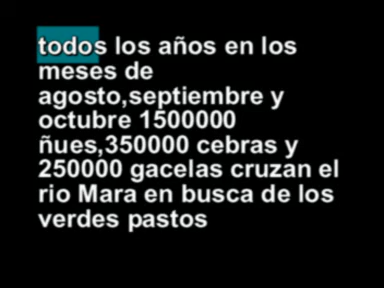 todos los años en los
meses de
agosto,septiembre y
octubre 1500000
ñues,350000 cebras y
250000 gacelas cruzan el
rio Mara en busca de los
verdes pastos